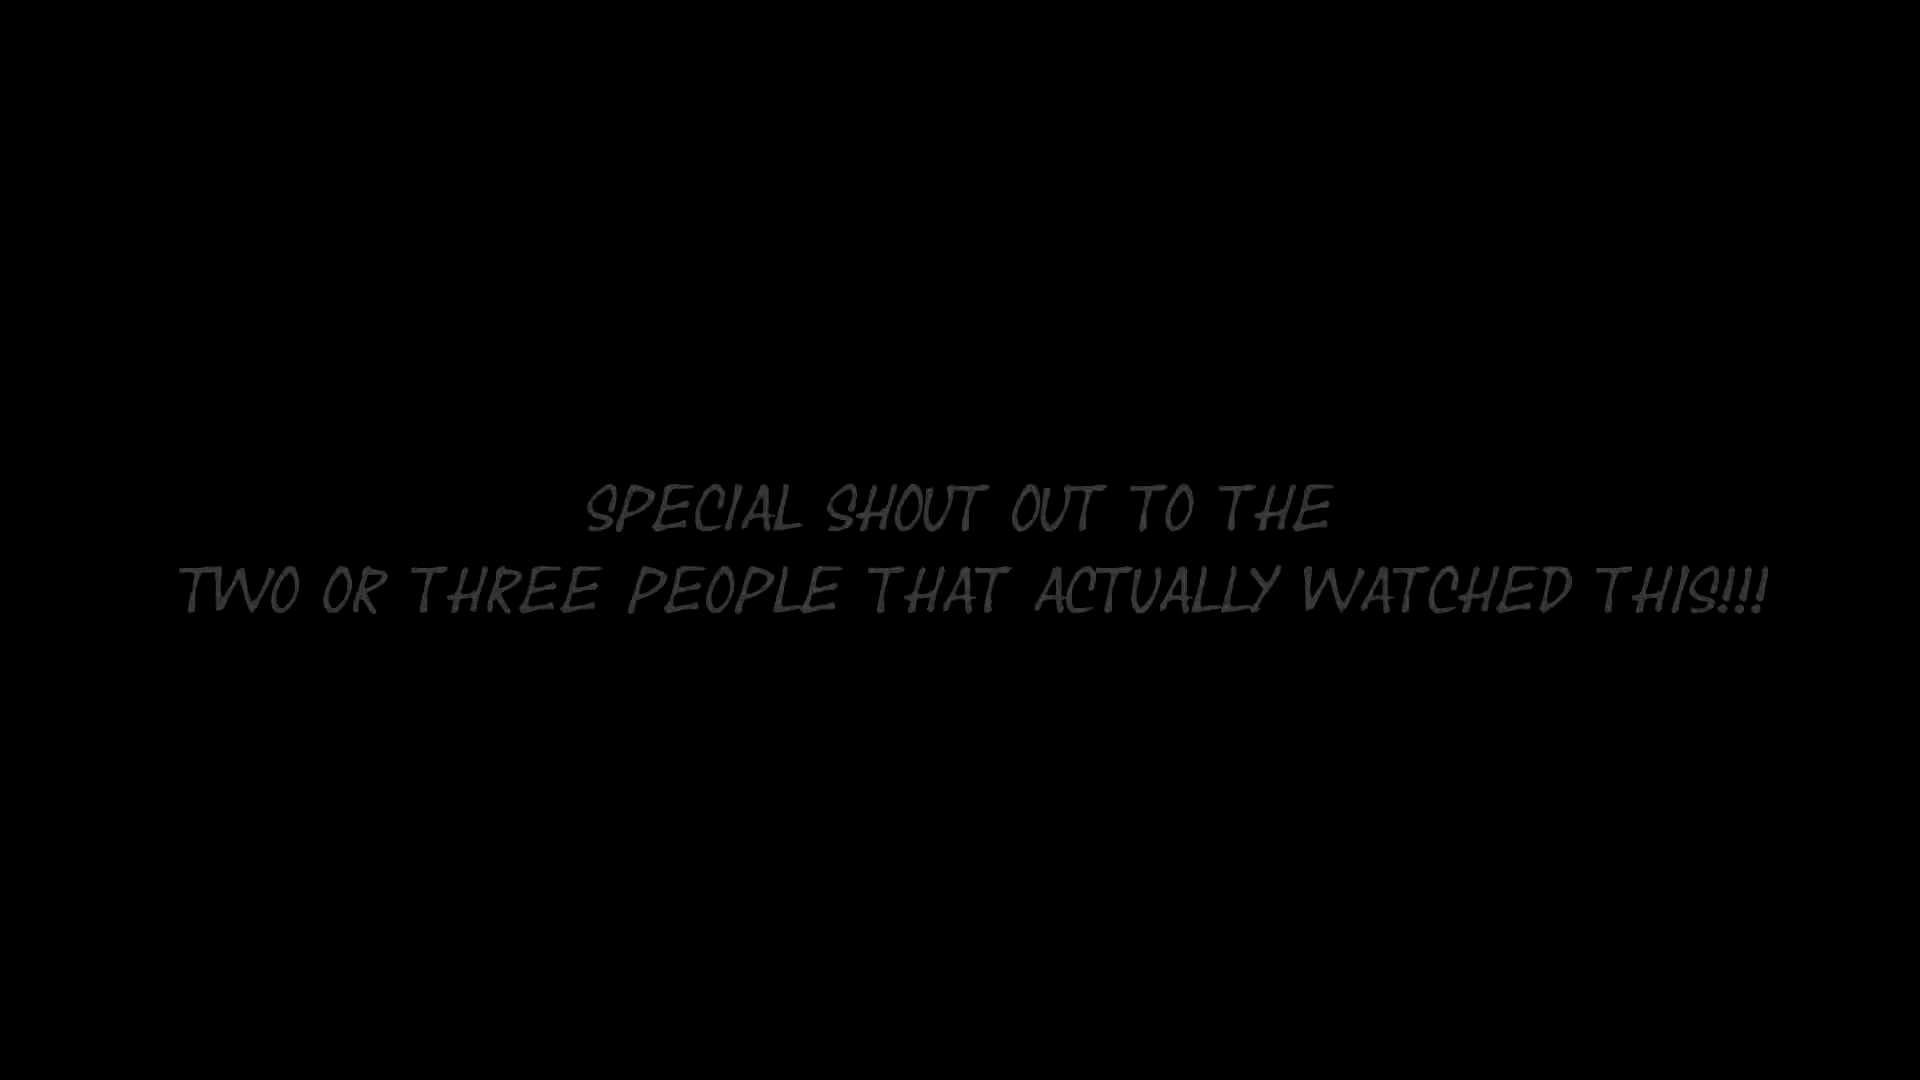 SPECIAL SHOUT OUT TO THE
TWO OR THREE PEOPLE THAT ACTUALLY WATCHED THIS!!!